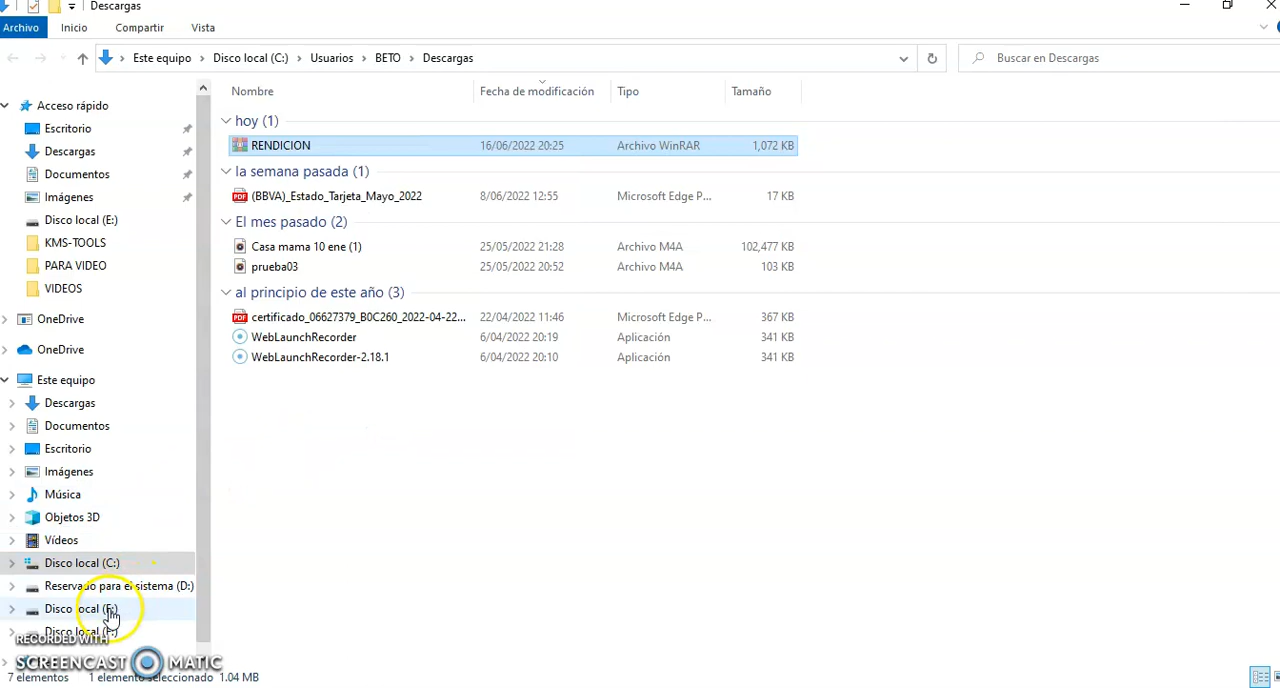 Descargas
Archivo Inicio Compartir Vista
Este equipo Disco local (C:) Usuarios BETO Descargas Buscar en Descargas
Nombre Fecha de modificación Tipo Tamaño
Acceso rápido
Escritorio
Descargas
Documentos
Imágenes
Disco local (E:)
KMS-TOOLS
PARA VIDEO
VIDEOS
OneDrive
OneDrive
Este equipo
Descargas
Documentos
Escritorio
Imágenes
Música
Objetos 3D
Vídeos
Disco local (C:)
Reservado para el sistema (D:)
Disco local
Disco local
hoy (1)
RENDICION 16/06/2022 20:25 Archivo WinRAR 1,072 KB
la semana pasada (1)
(BBVA)_Estado_Tarjeta_Mayo_2022 8/06/2022 12:55 Microsoft Edge P... 17 KB
El mes pasado (2)
Casa mama 10 ene (1) 25/05/2022 21:28 Archivo M4A 102,477 KB
prueba03 25/05/2022 20:52 Archivo M4A 103 KB
al principio de este año (3)
certificado_06627379_B0C260_2022-04-22... 22/04/2022 11:46 Microsoft Edge P... 367 KB
WebLaunchRecorder 6/04/2022 20:19 Aplicación 341 KB
WebLaunchRecorder-2.18.1 6/04/2022 20:10 Aplicación 341 KB
RECORDED WITH
SCREENCAST MATIC
7 elementos 1 elemento seleccionado 1.04 MB